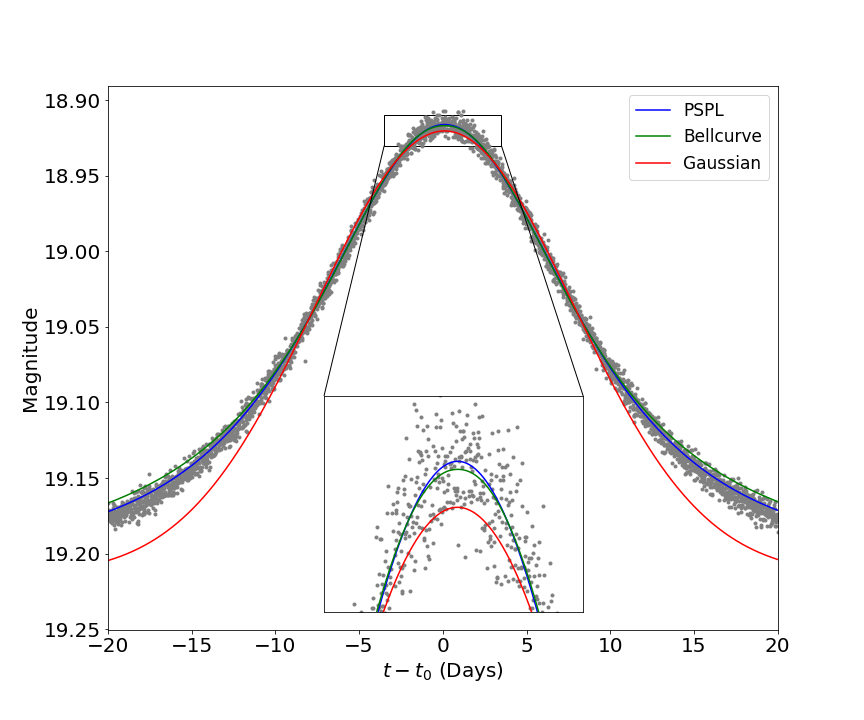 18.90
18.95
19.00
19.05
19.10
19.15
19.20
19.25
Magnitude
PSPL
Bellcurve
Gaussian
−20 −15 −10 −5 0 5 10 15 20
t − t₀ (Days)